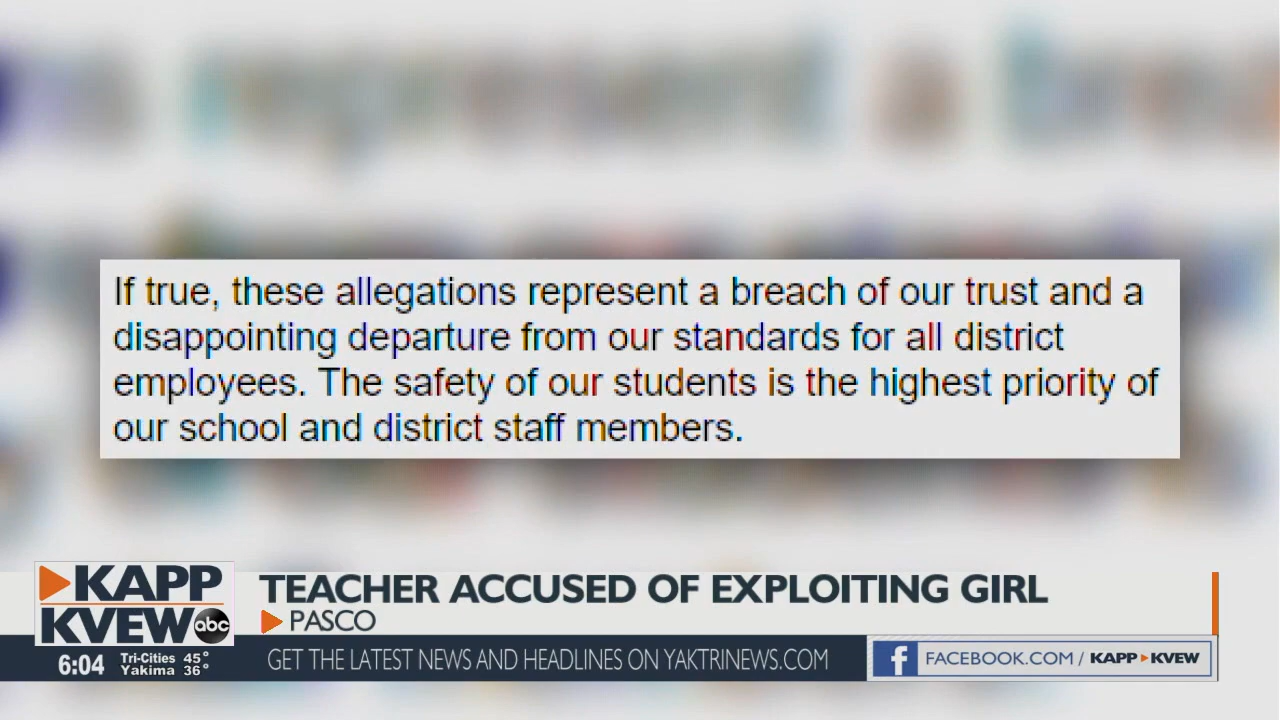 If true, these allegations represent a breach of our trust and a
disappointing departure from our standards for all district
employees. The safety of our students is the highest priority of
our school and district staff members.
KAPP
KVEW abc
TEACHER ACCUSED OF EXPLOITING GIRL
PASCO
6:04
Tri-Cities 45°
Yakima 36°
GET THE LATEST NEWS AND HEADLINES ON YAKTRINEWS.COM
f FACEBOOK.COM / KAPP KVEW